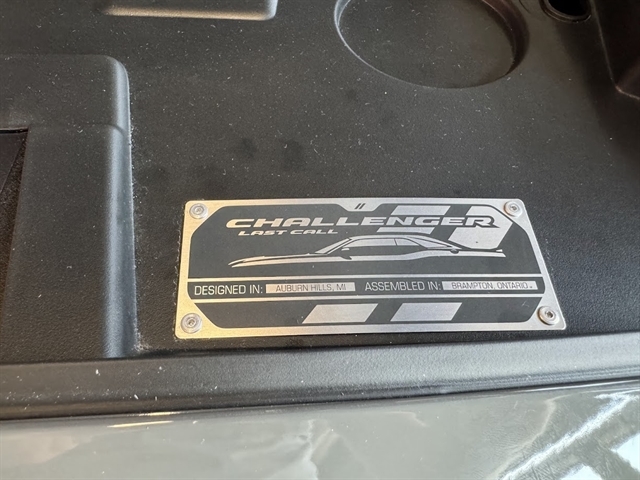 CHALLENGER
LAST CALL
DESIGNED IN: AUBURN HILLS, MI ASSEMBLED IN: BRAMPTON, ONTARIO